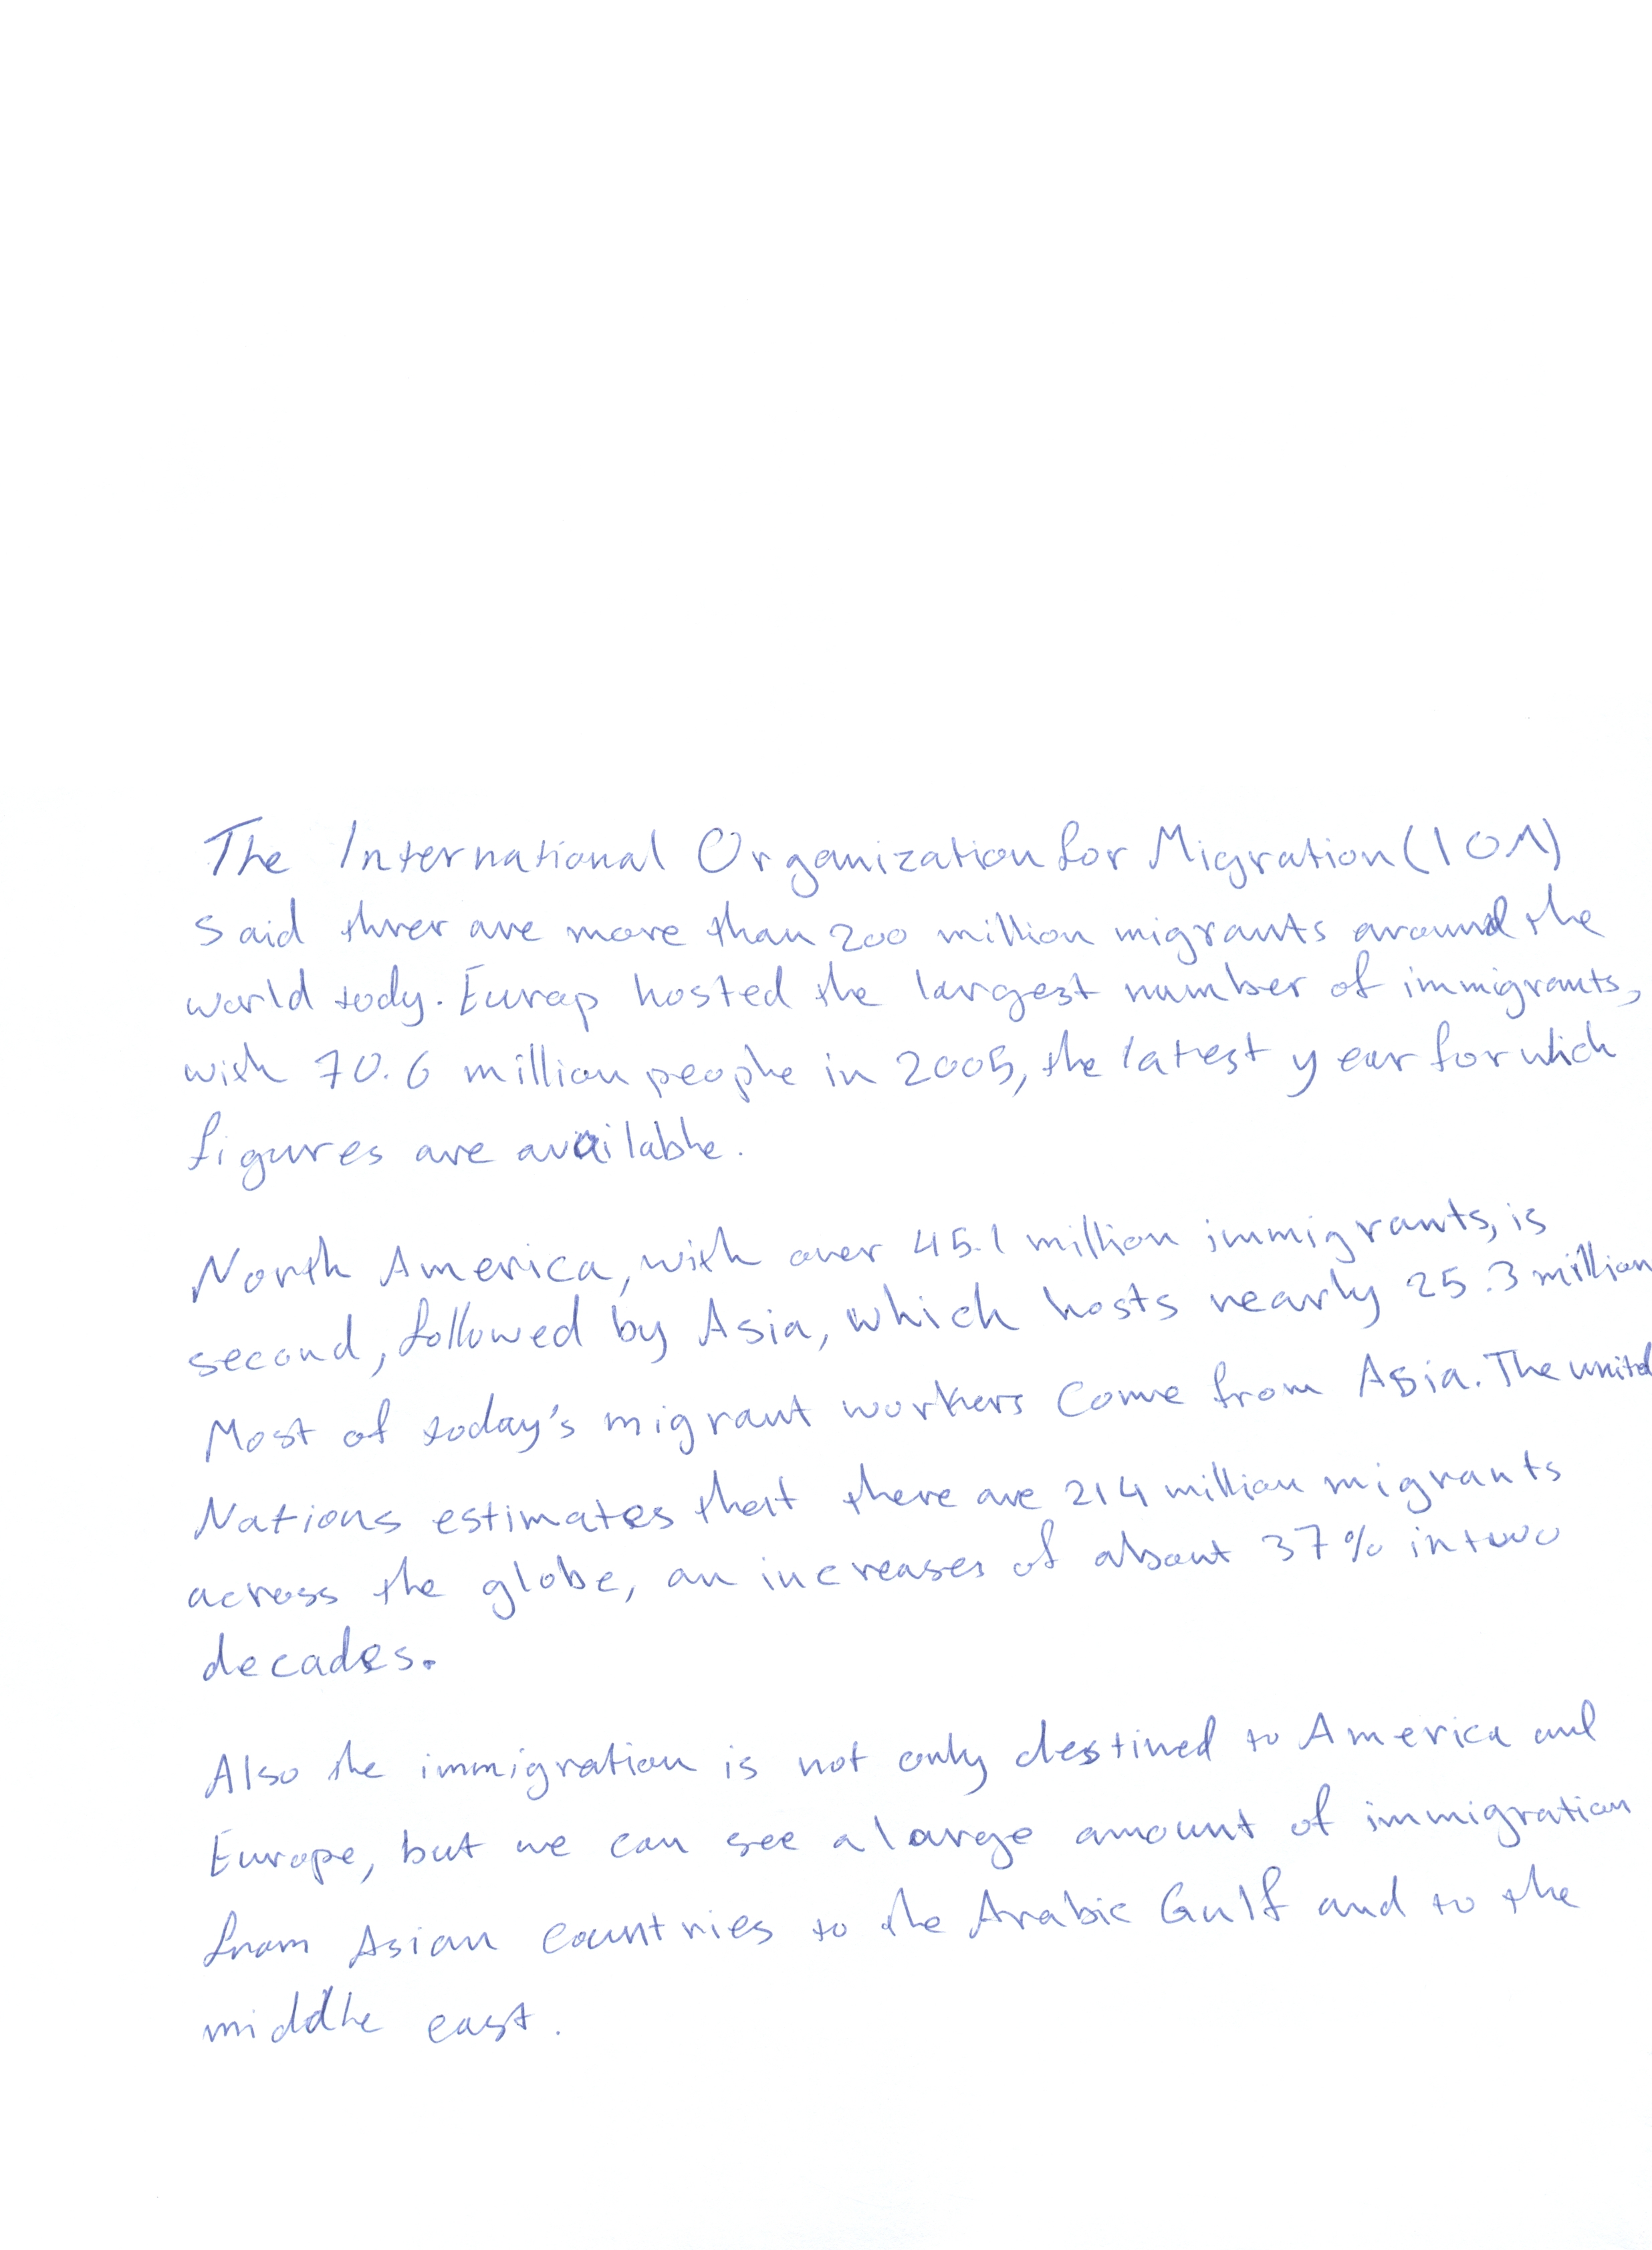 The International Organization for Migration (IOM)
said threr are more than 200 million migrants around the
world tody. Europ hosted the largest number of immigrants,
with 70.6 million people in 2005, the latest year for which
figures are available.
North America, with over 45.1 million immigrants, is
second, followed by Asia, which hosts nearly 25.3 million
Most of today's migrant workers come from Asia. The united
Nations estimates that there are 214 million migrants
across the globe, an increases of about 37% in two
decades.
Also the immigration is not only destined to America and
Europe, but we can see a large amount of immigration
from Asian countries to the Arabic Gulf and to the
middle east.